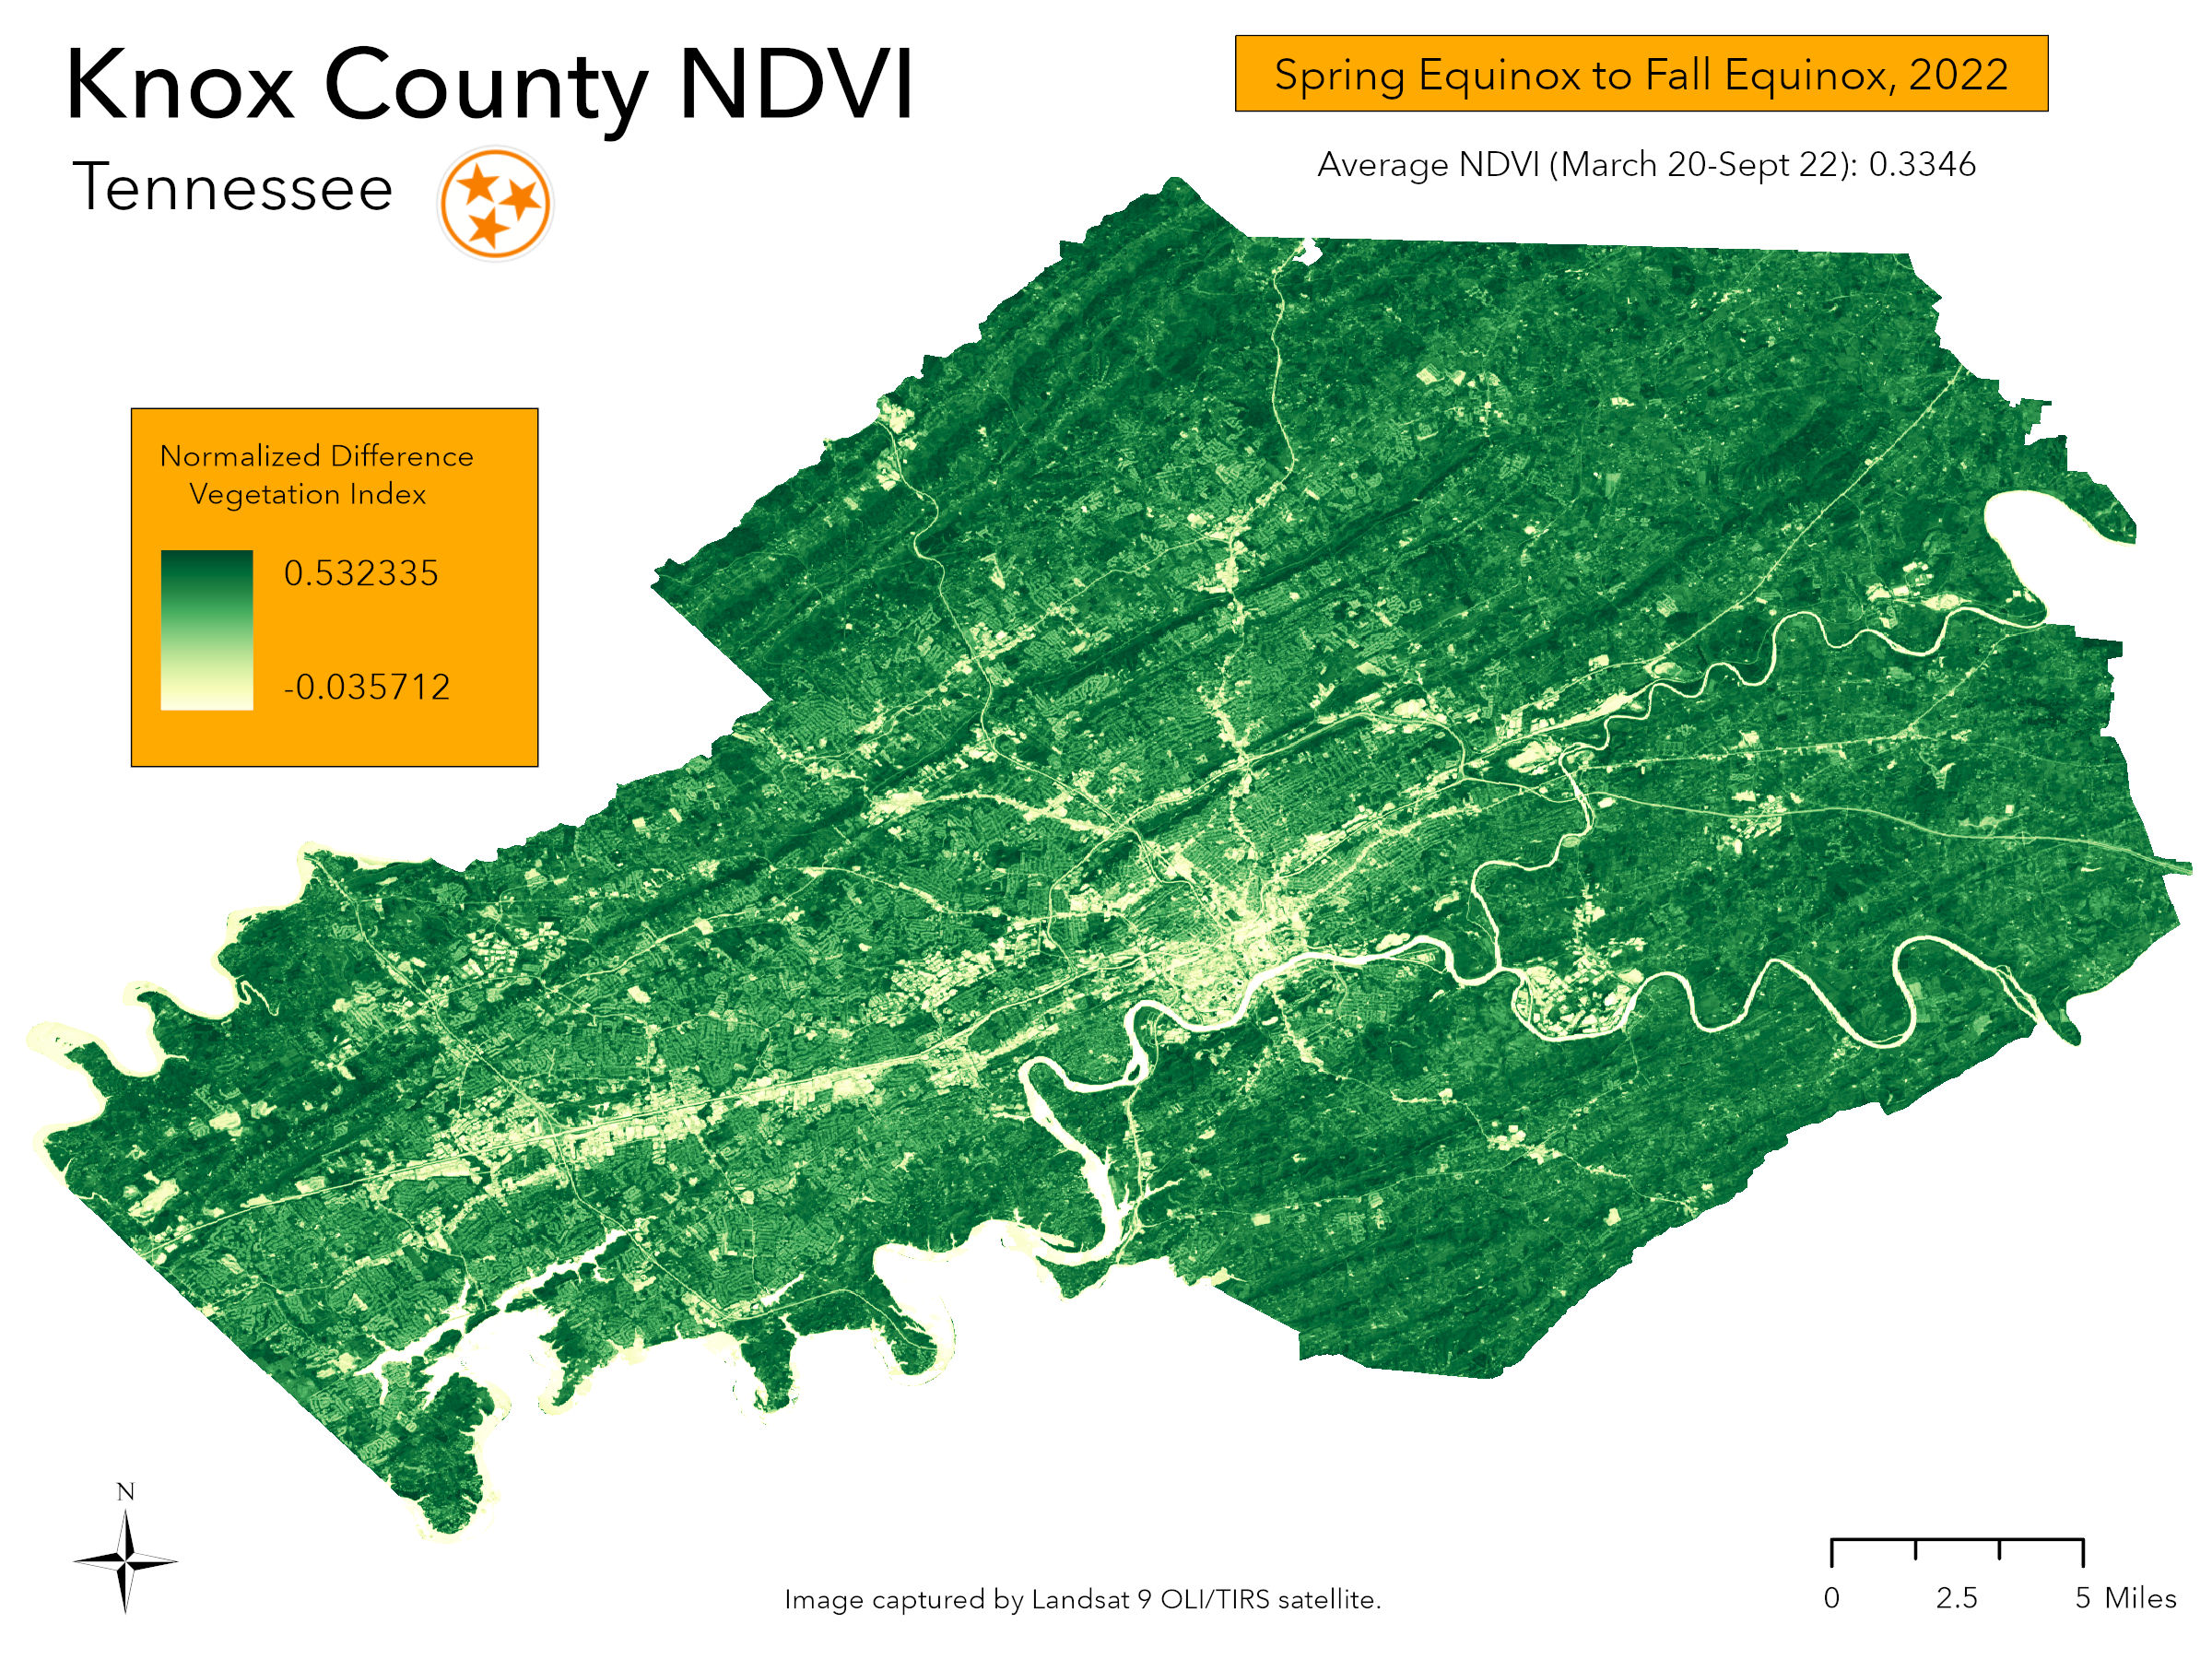 Knox County NDVI
Tennessee
Spring Equinox to Fall Equinox, 2022
Average NDVI (March 20-Sept 22): 0.3346
Normalized Difference
Vegetation Index
0.532335
-0.035712
N
Image captured by Landsat 9 OLI/TIRS satellite.
0 2.5 5 Miles